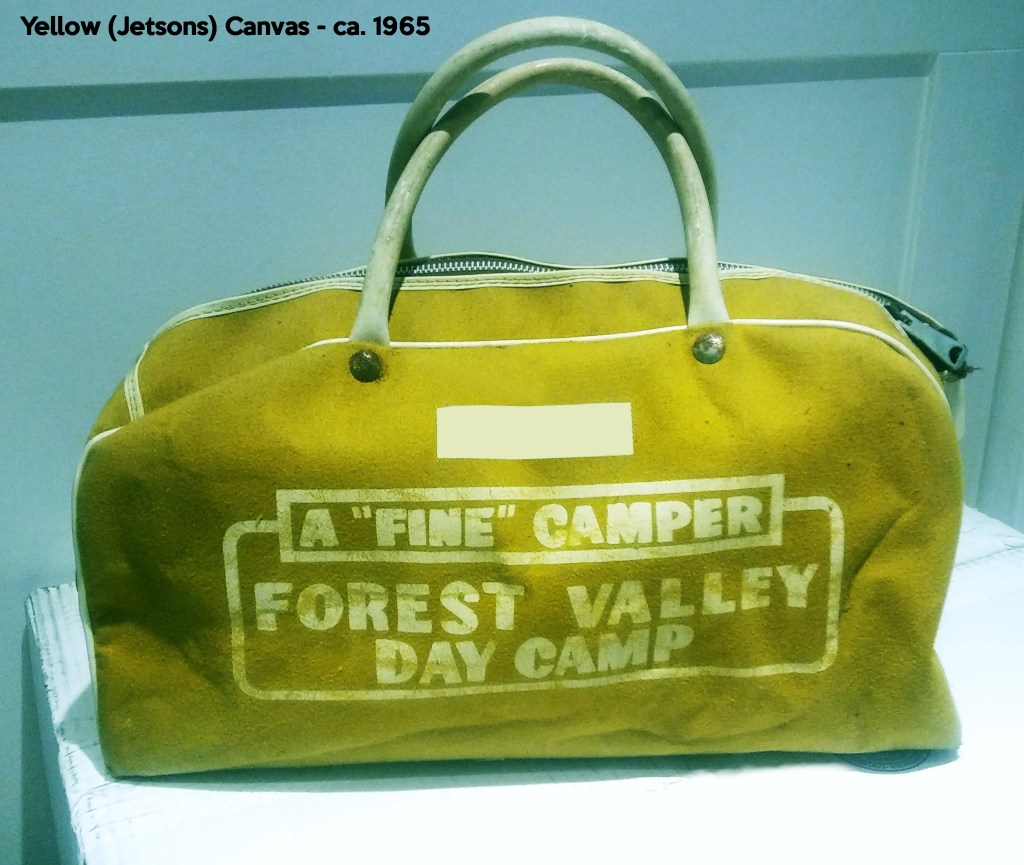 Yellow (Jetsons) Canvas - ca. 1965
A "FINE" CAMPER
FOREST VALLEY
DAY CAMP